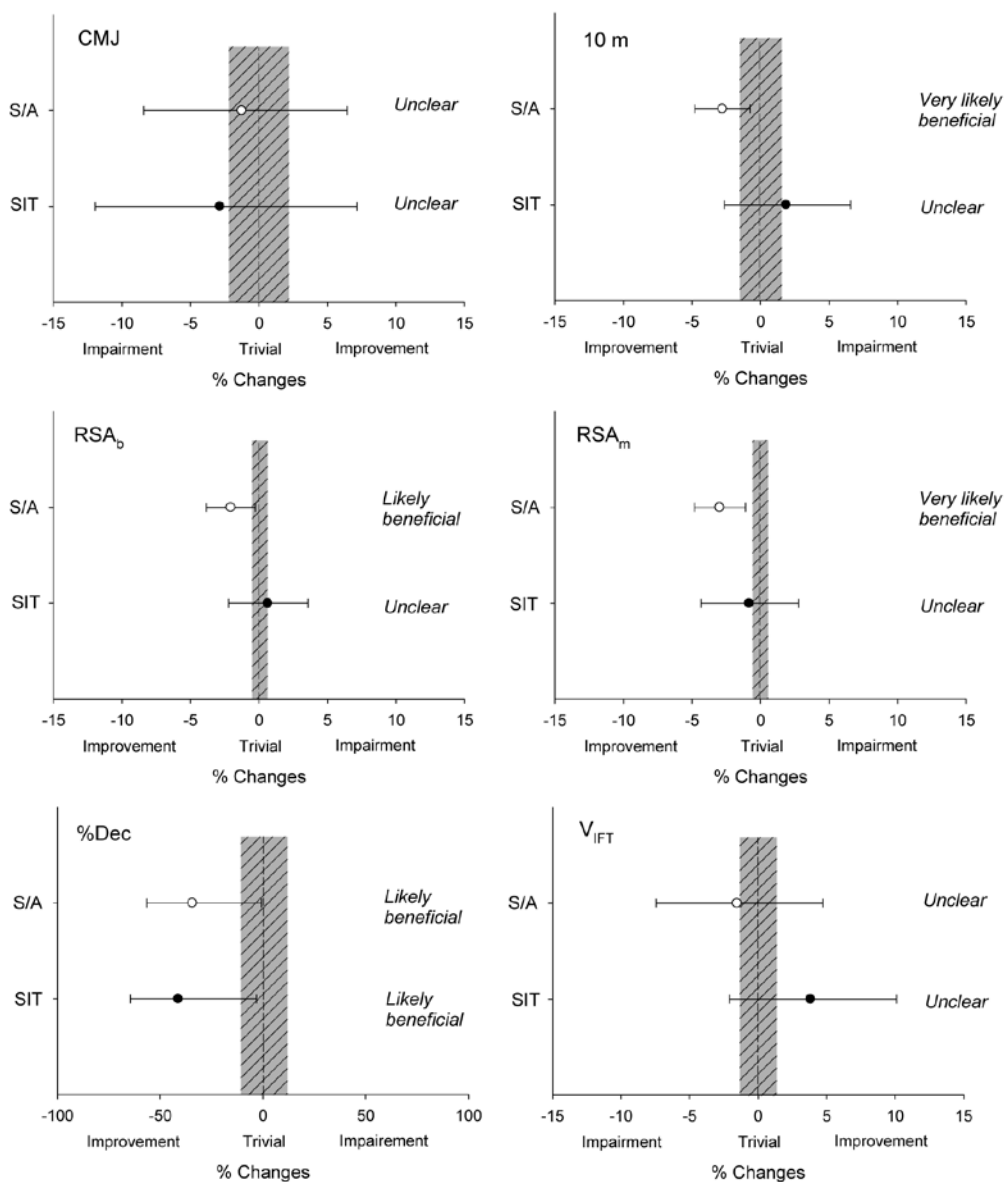 CMJ
S/A
Unclear
SIT
Unclear
-15 -10 -5 0 5 10 15
Impairment Trivial Improvement
% Changes
10 m
S/A
Very likely
beneficial
SIT
Unclear
-15 -10 -5 0 5 10 15
Improvement Trivial Impairment
% Changes
RSAb
S/A
Likely
beneficial
SIT
Unclear
-15 -10 -5 0 5 10 15
Improvement Trivial Impairment
% Changes
RSAm
S/A
Very likely
beneficial
SIT
Unclear
-15 -10 -5 0 5 10 15
Improvement Trivial Impairment
% Changes
%Dec
S/A
Likely
beneficial
SIT
Likely
beneficial
-100 -50 0 50 100
Improvement Trivial Impairement
% Changes
VIFT
S/A
Unclear
SIT
Unclear
-15 -10 -5 0 5 10 15
Impairment Trivial Improvement
% Changes